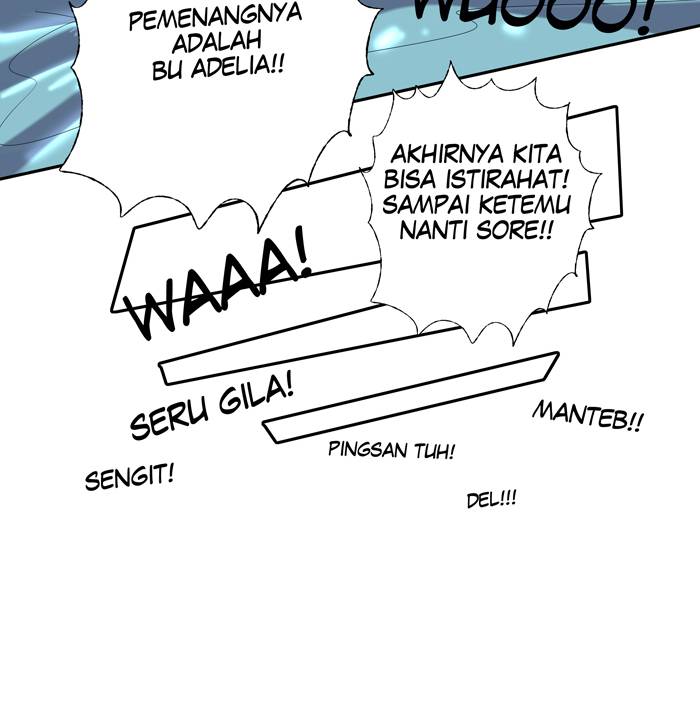 WUOOO!
PEMENANGNYA
ADALAH
BU ADELIA!!
AKHIRNYA KITA
BISA ISTIRAHAT!
SAMPAI KETEMU
NANTI SORE!!
WAAA!
SERU GILA!
MANTEB!!
PINGSAN TUH!
SENGIT!
DEL!!!